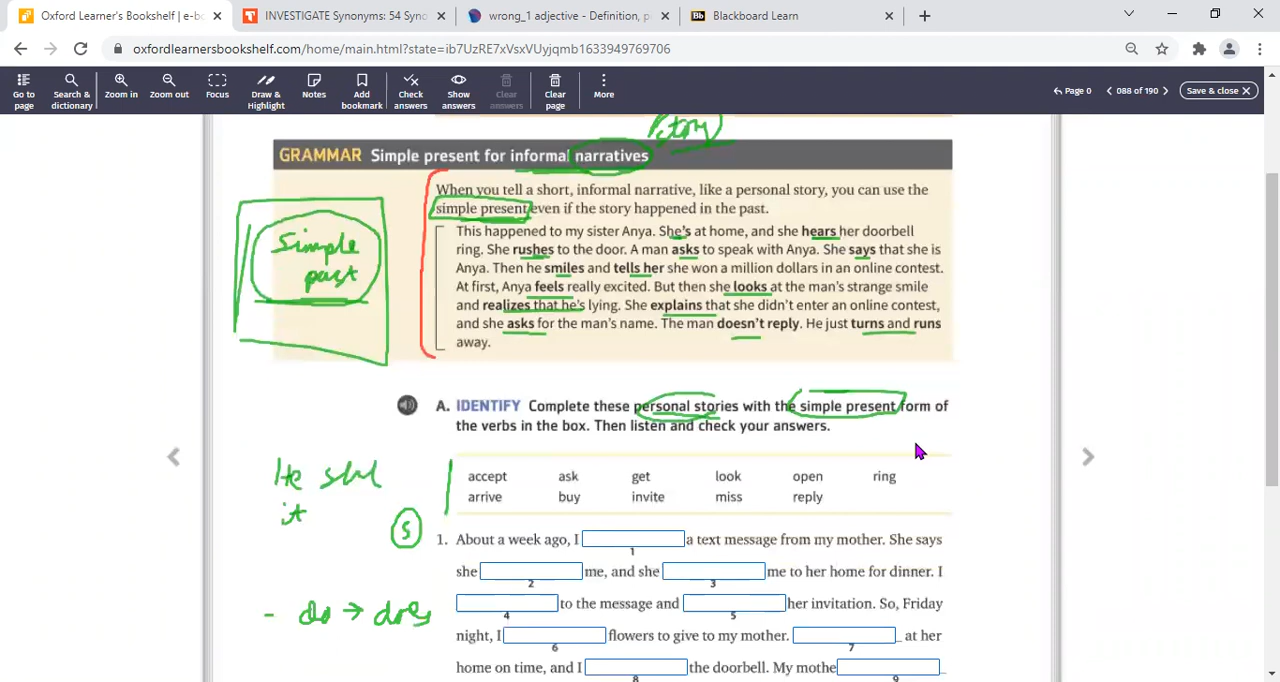 Oxford Learner's Bookshelf | e-b
INVESTIGATE Synonyms: 54 Syno
wrong_1 adjective - Definition, p
Bb Blackboard Learn
oxfordlearnersbookshelf.com/home/main.html?state=ib7UzRE7xVsxVUyjqmb1633949769706
Go to page
Search & dictionary
Zoom in
Zoom out
Focus
Draw & Highlight
Notes
Add bookmark
Check answers
Show answers
Clear answers
Clear page
More
Page 0
088 of 190
Save & close X
story
GRAMMAR Simple present for informal narratives
When you tell a short, informal narrative, like a personal story, you can use the
simple present even if the story happened in the past.
Simple
past
This happened to my sister Anya. She's at home, and she hears her doorbell
ring. She rushes to the door. A man asks to speak with Anya. She says that she is
Anya. Then he smiles and tells her she won a million dollars in an online contest.
At first, Anya feels really excited. But then she looks at the man's strange smile
and realizes that he's lying. She explains that she didn't enter an online contest,
and she asks for the man's name. The man doesn't reply. He just turns and runs
away.
A. IDENTIFY Complete these personal stories with the simple present form of
the verbs in the box. Then listen and check your answers.
accept ask get look open ring
arrive buy invite miss reply
He she
it
S
- do → does
1. About a week ago, I a text message from my mother. She says
1
she me, and she me to her home for dinner. I
2 3
to the message and her invitation. So, Friday
4 5
night, I flowers to give to my mother. at her
6 7
home on time, and I the doorbell. My mothe
8 9